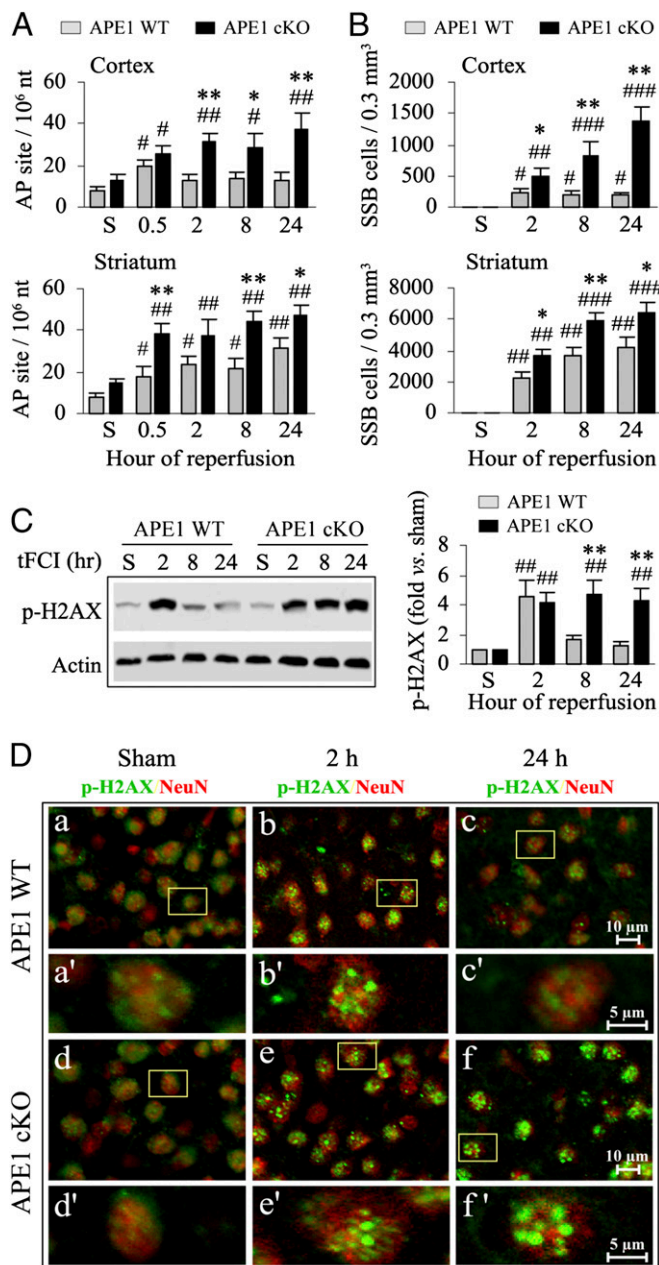 A
APE1 WT APE1 cKO
Cortex
AP site / 10⁶ nt
60
40
20
0
# # ** ## * # ** ##
S 0.5 2 8 24
Striatum
AP site / 10⁶ nt
60
40
20
0
# ** ## # ## # ** ## ## * ##
S 0.5 2 8 24
Hour of reperfusion
B
APE1 WT APE1 cKO
Cortex
SSB cells / 0.3 mm³
2000
1500
1000
500
0
# * ## # ** ### # ** ###
S 2 8 24
Striatum
SSB cells / 0.3 mm³
8000
6000
4000
2000
0
## * ## ## ** ### ## * ###
S 2 8 24
Hour of reperfusion
C
APE1 WT APE1 cKO
tFCI (hr) S 2 8 24 S 2 8 24
p-H2AX
Actin
APE1 WT
APE1 cKO
p-H2AX (fold vs. sham)
8
6
4
2
0
## ## ** ## ** ##
S 2 8 24
Hour of reperfusion
D
Sham 2 h 24 h
p-H2AX/NeuN p-H2AX/NeuN p-H2AX/NeuN
APE1 WT
a b c
10 µm
a' b' c'
5 µm
APE1 cKO
d e f
10 µm
d' e' f'
5 µm